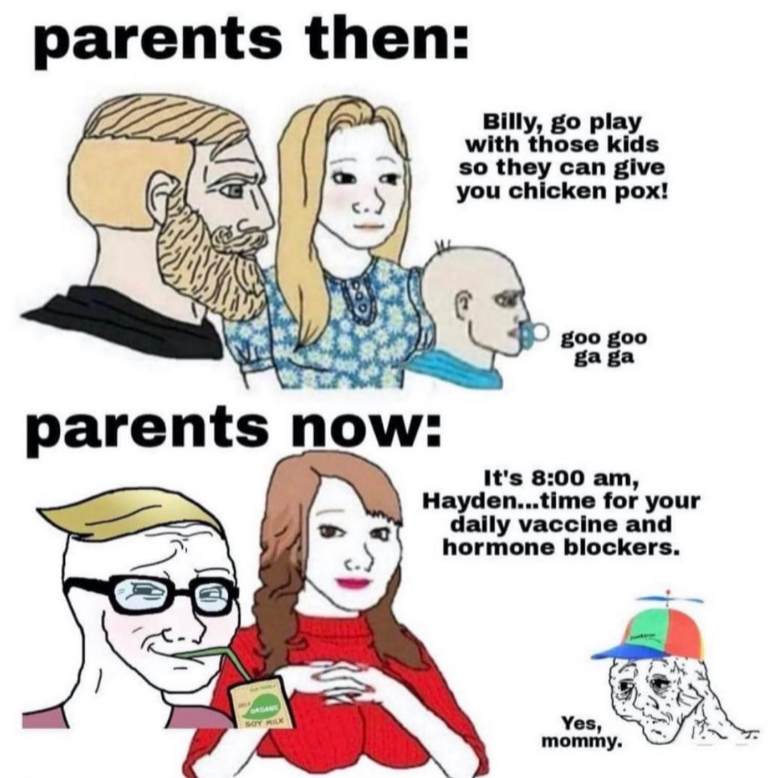 parents then:
Billy, go play
with those kids
so they can give
you chicken pox!
goo goo
ga ga
parents now:
It's 8:00 am,
Hayden...time for your
daily vaccine and
hormone blockers.
ORGANIC
SOY MILK
Yes,
mommy.